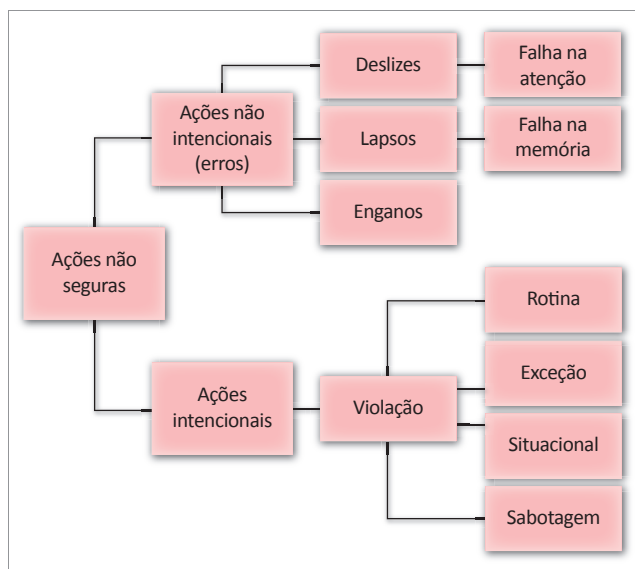 Deslizes
Falha na
atenção
Ações não
intencionais
(erros)
Lapsos
Falha na
memória
Enganos
Ações não
seguras
Rotina
Exceção
Ações
intencionais
Violação
Situacional
Sabotagem